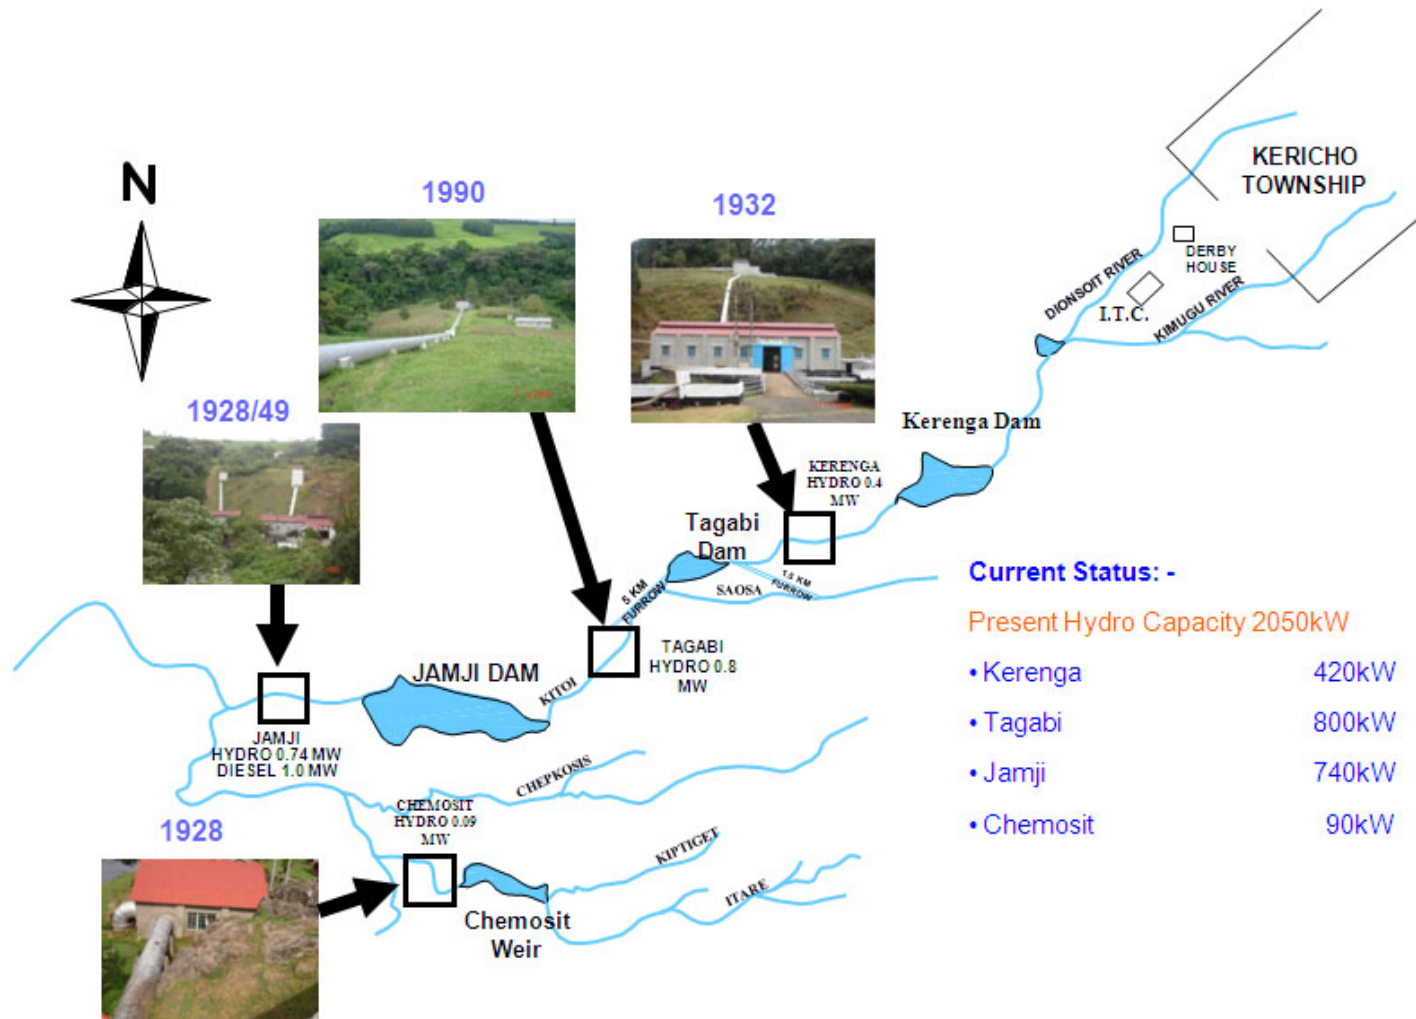 N
1990
1932
1928/49
1928
KERICHO
TOWNSHIP
DERBY
HOUSE
I.T.C.
DIONSOIT RIVER
KIMUGU RIVER
Kerenga Dam
KERENGA
HYDRO 0.4
MW
Tagabi
Dam
1.5 KM
FURROW
SAOSA
5 KM
FURROW
TAGABI
HYDRO 0.8
MW
KITOI
JAMJI DAM
JAMJI
HYDRO 0.74 MW
DIESEL 1.0 MW
CHEPKOSIS
CHEMOSIT
HYDRO 0.09
MW
KIPTIGET
ITARE
Chemosit
Weir
Current Status: -
Present Hydro Capacity 2050kW
• Kerenga 420kW
• Tagabi 800kW
• Jamji 740kW
• Chemosit 90kW